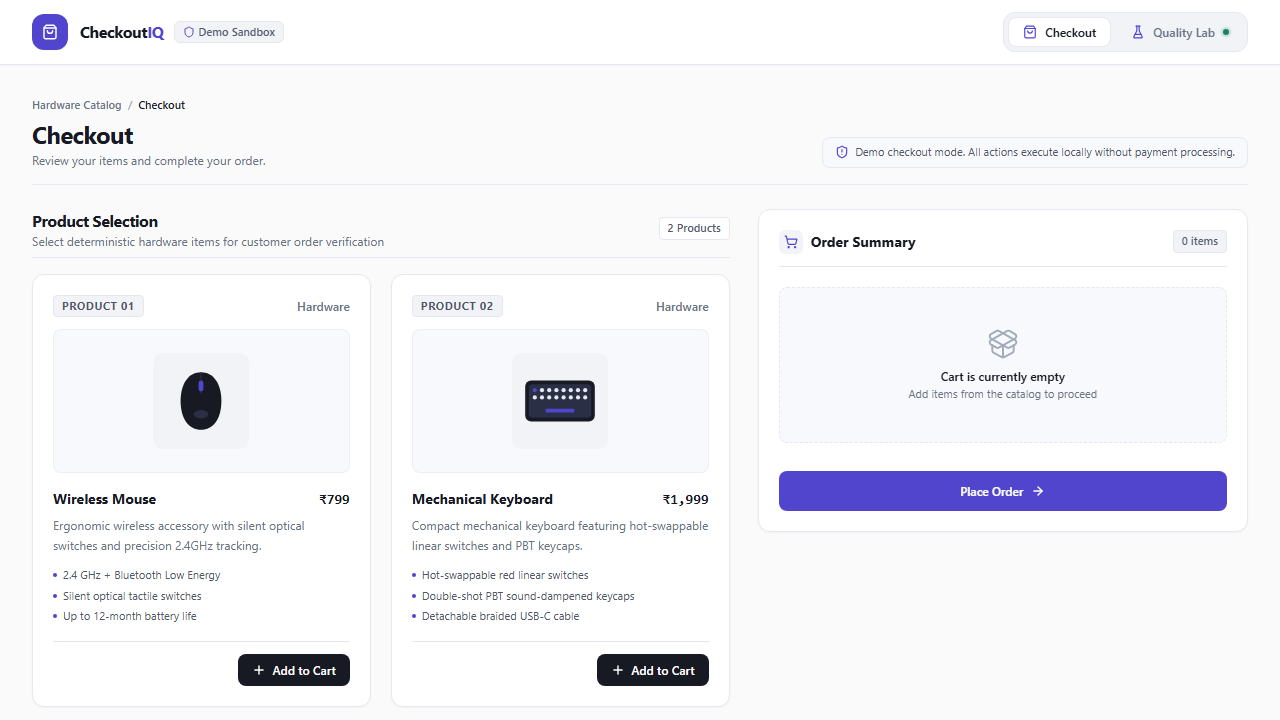 CheckoutIQ
Demo Sandbox
Checkout
Quality Lab
Hardware Catalog / Checkout
Checkout
Review your items and complete your order.
Demo checkout mode. All actions execute locally without payment processing.
Product Selection
Select deterministic hardware items for customer order verification
2 Products
PRODUCT 01
Hardware
Wireless Mouse
₹799
Ergonomic wireless accessory with silent optical
switches and precision 2.4GHz tracking.
2.4 GHz + Bluetooth Low Energy
Silent optical tactile switches
Up to 12-month battery life
Add to Cart
PRODUCT 02
Hardware
Mechanical Keyboard
₹1,999
Compact mechanical keyboard featuring hot-swappable
linear switches and PBT keycaps.
Hot-swappable red linear switches
Double-shot PBT sound-dampened keycaps
Detachable braided USB-C cable
Add to Cart
Order Summary
0 items
Cart is currently empty
Add items from the catalog to proceed
Place Order